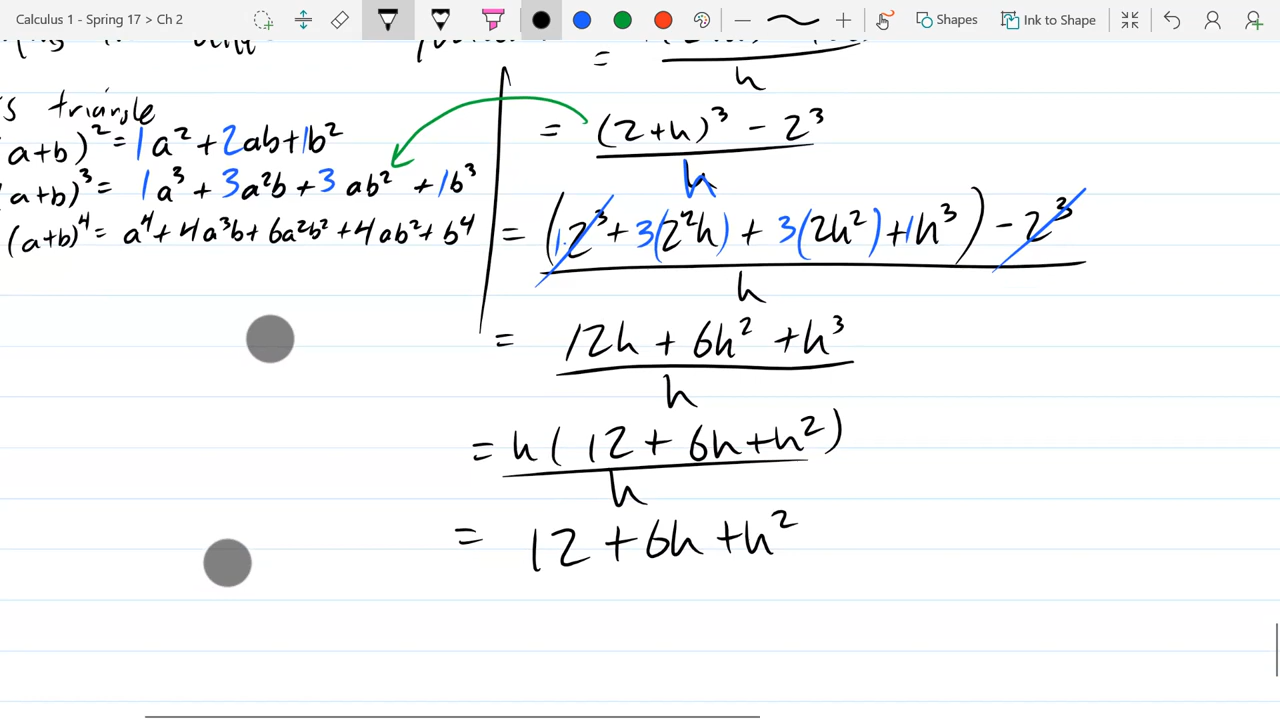 Calculus 1 - Spring 17 > Ch 2
Shapes
Ink to Shape
=
h
s triangle
(a+b)² = 1a² + 2ab + 1b²
(a+b)³ = 1a³ + 3a²b + 3ab² + 1b³
(a+b)⁴ = a⁴ + 4a³b + 6a²b² + 4ab² + b⁴
= (2+h)³ - 2³
h
= (1·2³ + 3(2²h) + 3(2h²) + 1h³) - 2³
h
= 12h + 6h² + h³
h
= h(12 + 6h + h²)
h
= 12 + 6h + h²